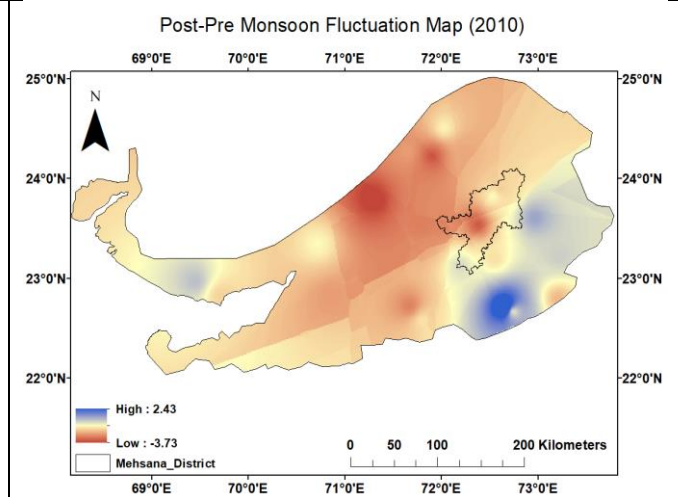 Post-Pre Monsoon Fluctuation Map (2010)
69°0'E 70°0'E 71°0'E 72°0'E 73°0'E
25°0'N 25°0'N
N
24°0'N 24°0'N
23°0'N 23°0'N
22°0'N 22°0'N
High : 2.43
Low : -3.73
Mehsana_District
0 50 100 200 Kilometers
69°0'E 70°0'E 71°0'E 72°0'E 73°0'E